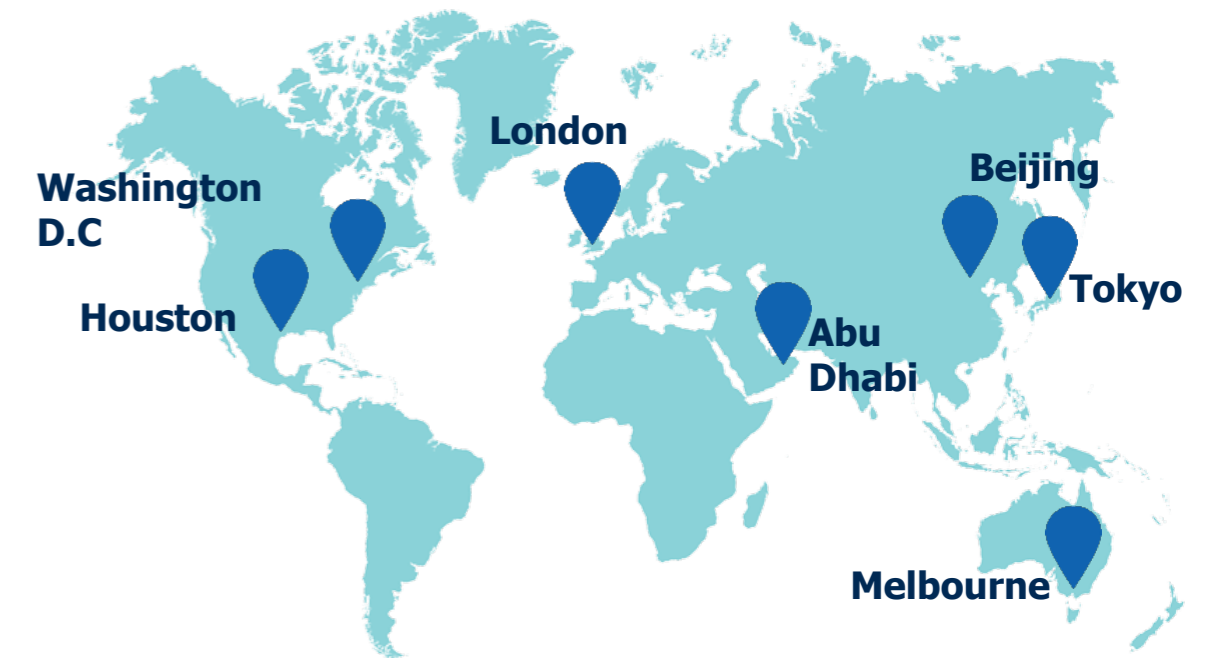 London
Beijing
Washington
D.C
Tokyo
Houston
Abu
Dhabi
Melbourne